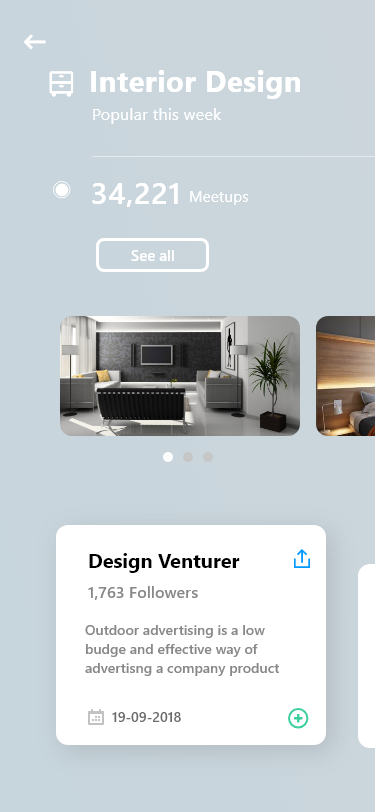 Interior Design
Popular this week
34,221 Meetups
See all
Design Venturer
1,763 Followers
Outdoor advertising is a low
budge and effective way of
advertisng a company product
19-09-2018